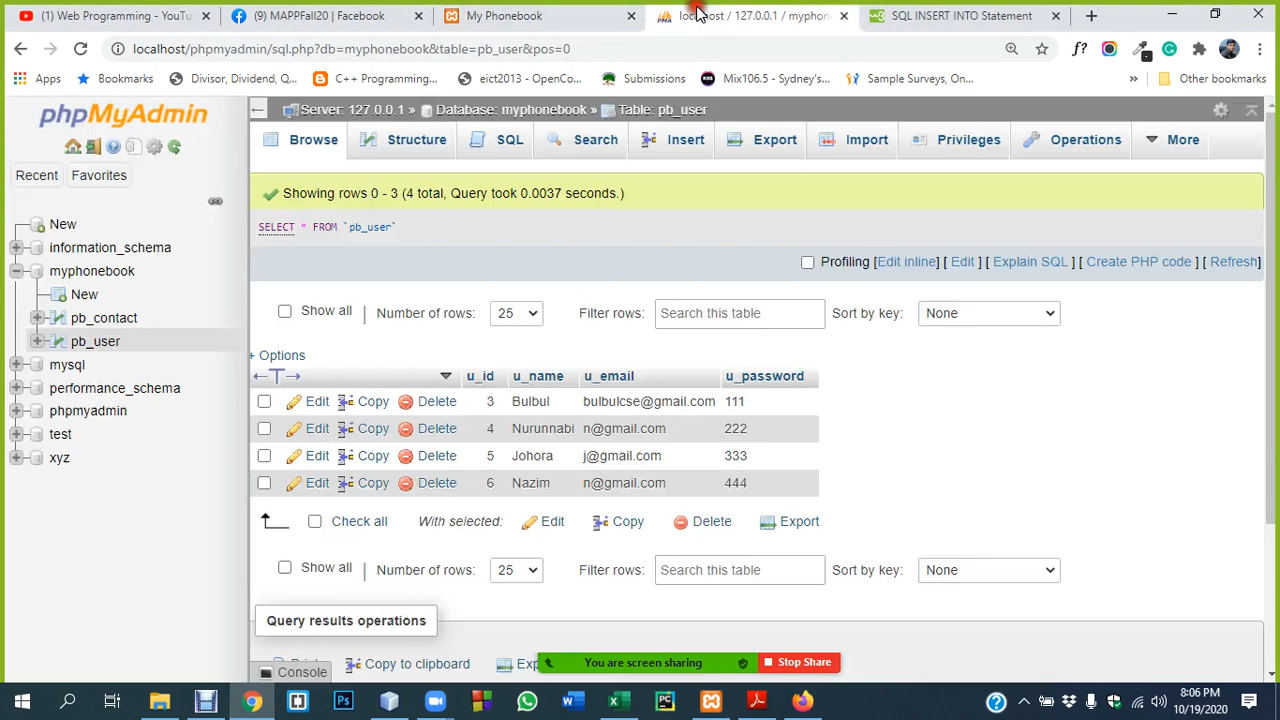 (1) Web Programming - YouTu
(9) MAPPFall20 | Facebook
My Phonebook
localhost / 127.0.0.1 / myphon
SQL INSERT INTO Statement
localhost/phpmyadmin/sql.php?db=myphonebook&table=pb_user&pos=0
Apps
Bookmarks
Divisor, Dividend, Q...
C++ Programming...
eict2013 - OpenCo...
Submissions
Mix106.5 - Sydney's...
Sample Surveys, On...
»
Other bookmarks
phpMyAdmin
Recent
Favorites
New
information_schema
myphonebook
New
pb_contact
pb_user
mysql
performance_schema
phpmyadmin
test
xyz
Server: 127.0.0.1 » Database: myphonebook » Table: pb_user
Browse
Structure
SQL
Search
Insert
Export
Import
Privileges
Operations
More
Showing rows 0 - 3 (4 total, Query took 0.0037 seconds.)
SELECT * FROM `pb_user`
Profiling [Edit inline] [ Edit ] [ Explain SQL ] [ Create PHP code ] [ Refresh]
Show all | Number of rows: 25 Filter rows: Search this table Sort by key: None
+ Options
u_id u_name u_email u_password
Edit Copy Delete 3 Bulbul bulbulcse@gmail.com 111
Edit Copy Delete 4 Nurunnabi n@gmail.com 222
Edit Copy Delete 5 Johora j@gmail.com 333
Edit Copy Delete 6 Nazim n@gmail.com 444
Check all With selected: Edit Copy Delete Export
Show all | Number of rows: 25 Filter rows: Search this table Sort by key: None
Query results operations
Copy to clipboard
Console
You are screen sharing
Stop Share
8:06 PM
10/19/2020